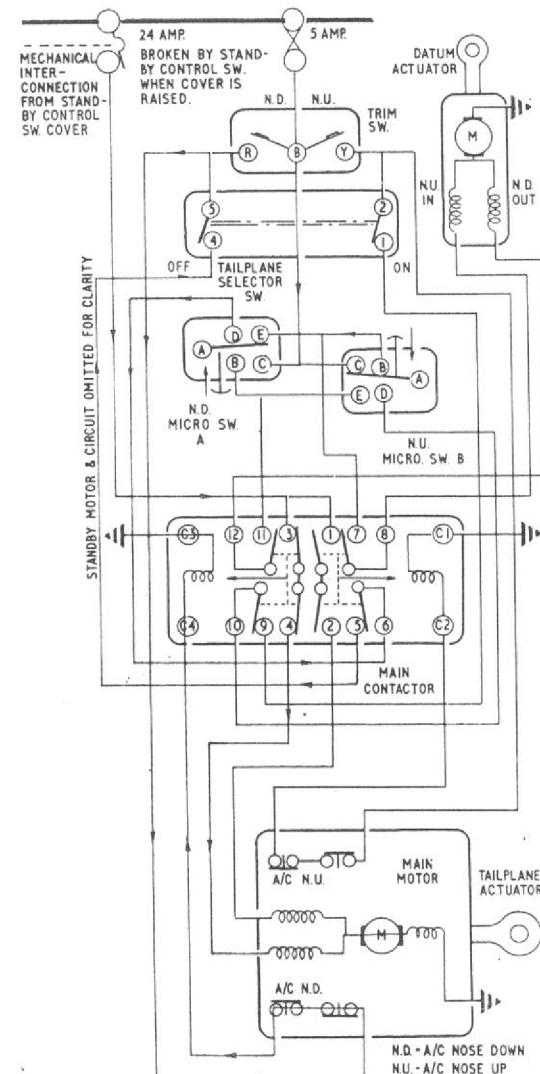 24 AMP.
5 AMP.
MECHANICAL
INTER-
CONNECTION
FROM STAND-
BY CONTROL
SW. COVER
BROKEN BY STAND-
BY CONTROL SW.
WHEN COVER IS
RAISED.
DATUM
ACTUATOR
N.D. N.U.
TRIM
SW.
R B Y
M
N.U.
IN
N.D.
OUT
5 2
4 1
OFF
TAILPLANE
SELECTOR
SW.
ON
D E
A
B C
C B
A
E D
N.D.
MICRO SW.
A
N.U.
MICRO. SW. B
STANDBY MOTOR & CIRCUIT OMITTED FOR CLARITY
C3 12 11 3 1 7 8 C1
C4 10 9 4 2 5 6 C2
MAIN
CONTACTOR
A/C N.U.
MAIN
MOTOR
TAILPLANE
ACTUATOR
M
A/C N.D.
N.D.-A/C NOSE DOWN
N.U.-A/C NOSE UP